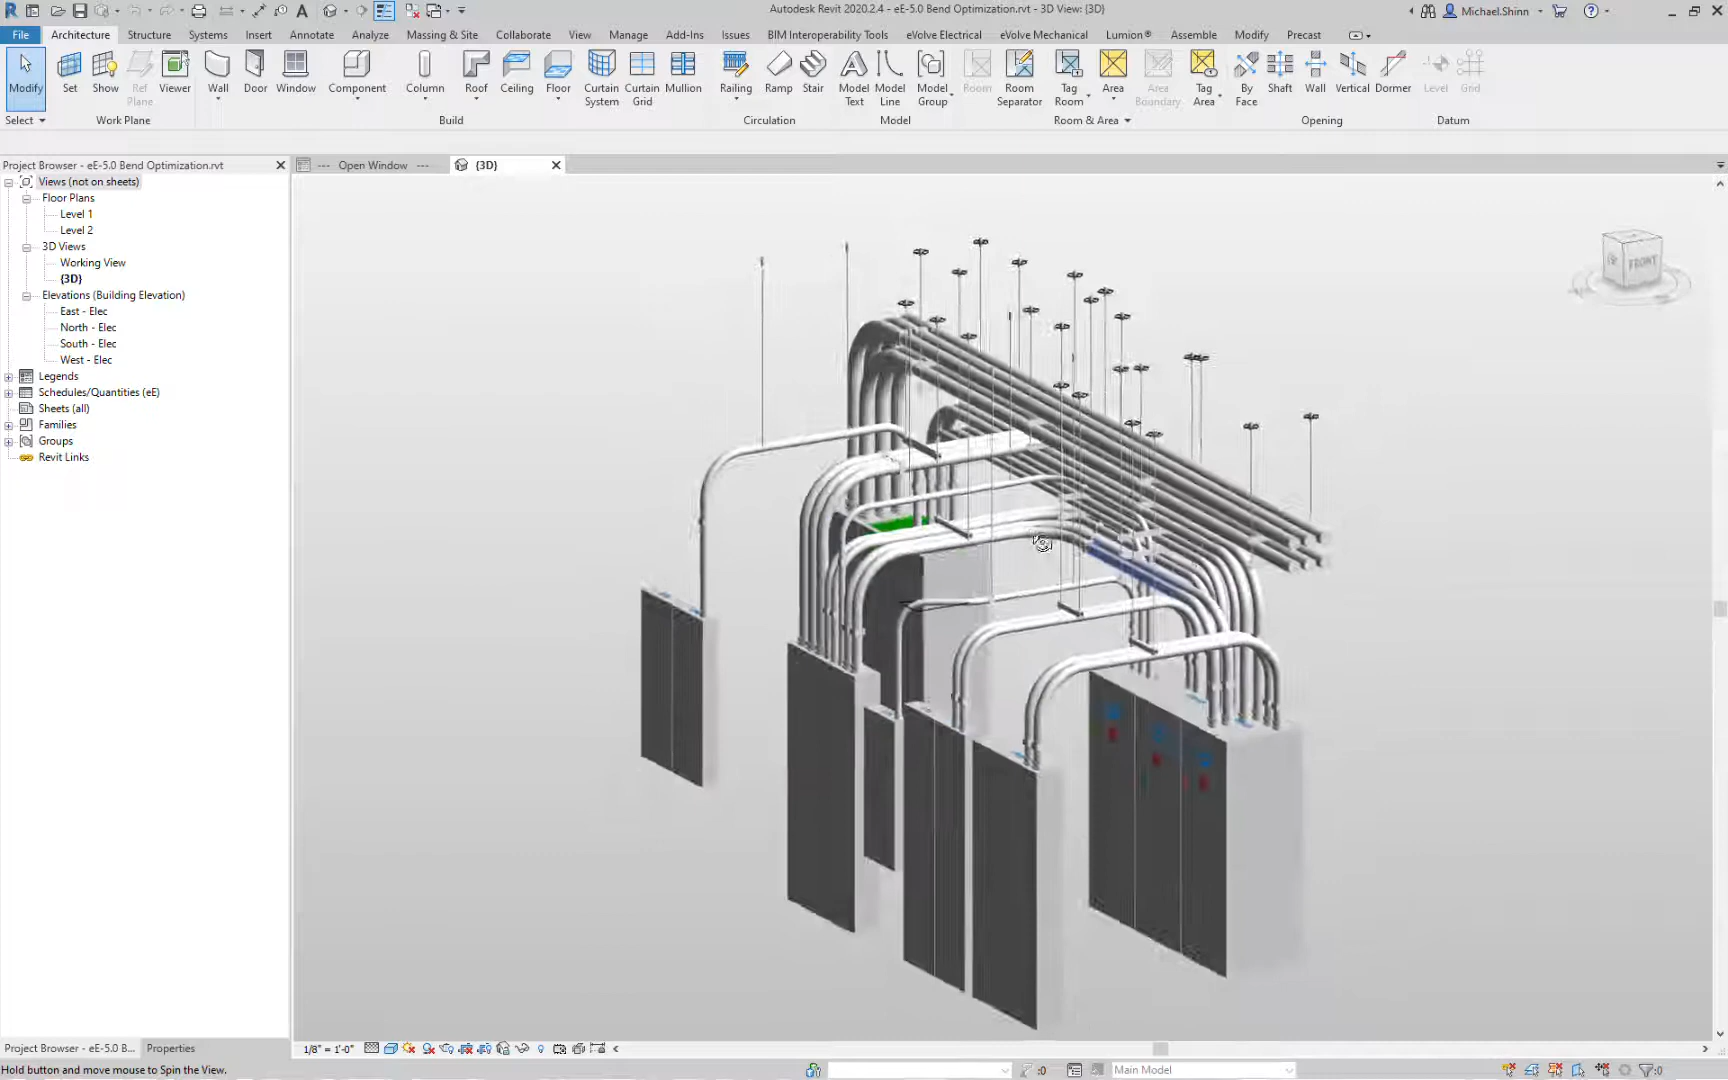 Autodesk Revit 2020.2.4 - eE-5.0 Bend Optimization.rvt - 3D View: {3D}
Michael.Shinn
File Architecture Structure Systems Insert Annotate Analyze Massing & Site Collaborate View Manage Add-Ins Issues BIM Interoperability Tools eVolve Electrical eVolve Mechanical Lumion® Assemble Modify Precast
Modify Set Show Ref Plane Viewer Wall Door Window Component Column Roof Ceiling Floor Curtain System Curtain Grid Mullion Railing Ramp Stair Model Text Model Line Model Group Room Room Separator Tag Room Area Area Boundary Tag Area By Face Shaft Wall Vertical Dormer Level Grid
Select Work Plane Build Circulation Model Room & Area Opening Datum
Project Browser - eE-5.0 Bend Optimization.rvt
--- Open Window ---
{3D}
Views (not on sheets)
Floor Plans
Level 1
Level 2
3D Views
Working View
{3D}
Elevations (Building Elevation)
East - Elec
North - Elec
South - Elec
West - Elec
Legends
Schedules/Quantities (eE)
Sheets (all)
Families
Groups
Revit Links
FRONT
Project Browser - eE-5.0 B... Properties
1/8" = 1'-0"
Hold button and move mouse to Spin the View.
:0
Main Model
:0